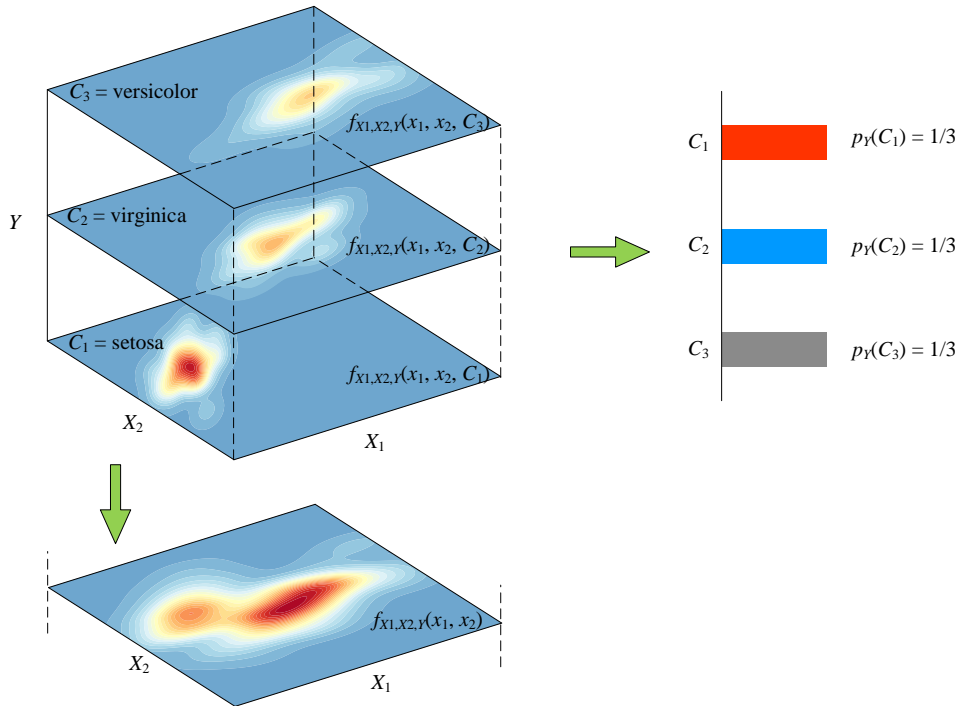 C3 = versicolor
fX1,X2,Y(x1, x2, C3)
Y
C2 = virginica
fX1,X2,Y(x1, x2, C2)
C1 = setosa
fX1,X2,Y(x1, x2, C1)
X2
X1
fX1,X2,Y(x1, x2)
X2
X1
C1
pY(C1) = 1/3
C2
pY(C2) = 1/3
C3
pY(C3) = 1/3